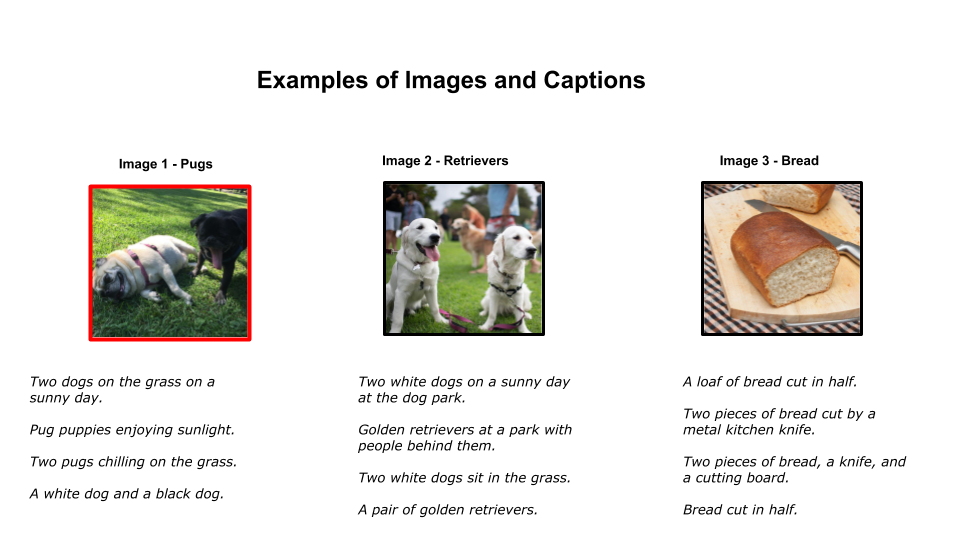 Examples of Images and Captions
Image 1 - Pugs
Two dogs on the grass on a
sunny day.
Pug puppies enjoying sunlight.
Two pugs chilling on the grass.
A white dog and a black dog.
Image 2 - Retrievers
Two white dogs on a sunny day
at the dog park.
Golden retrievers at a park with
people behind them.
Two white dogs sit in the grass.
A pair of golden retrievers.
Image 3 - Bread
A loaf of bread cut in half.
Two pieces of bread cut by a
metal kitchen knife.
Two pieces of bread, a knife, and
a cutting board.
Bread cut in half.